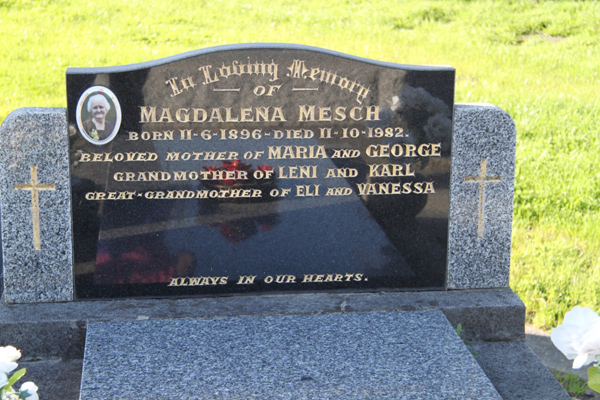 In Loving Memory
OF
MAGDALENA MESCH
BORN 11-6-1896-DIED 11-10-1982.
BELOVED MOTHER OF MARIA AND GEORGE
GRANDMOTHER OF LENI AND KARL
GREAT-GRANDMOTHER OF ELI AND VANESSA
ALWAYS IN OUR HEARTS.